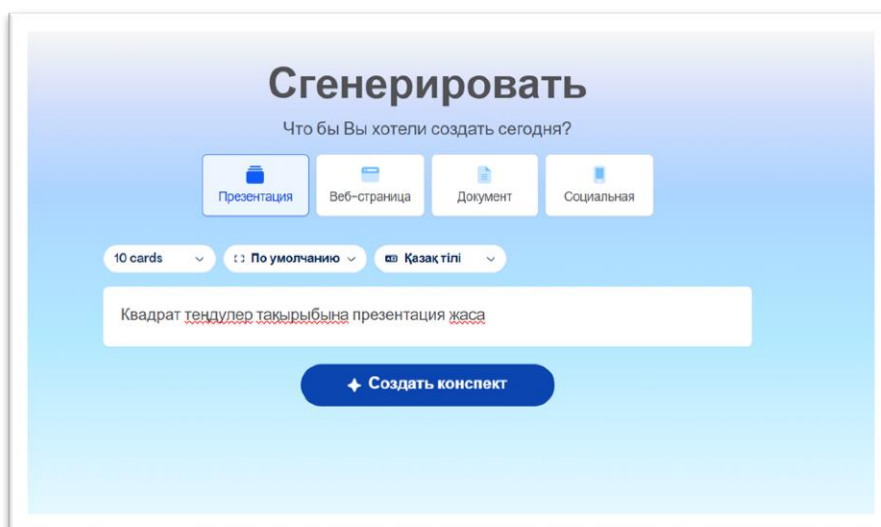 Сгенерировать
Что бы Вы хотели создать сегодня?
Презентация Веб-страница Документ Социальная
10 cards По умолчанию Қазақ тілі
Квадрат теңдулер тақырыбына презентация жаса
Создать конспект